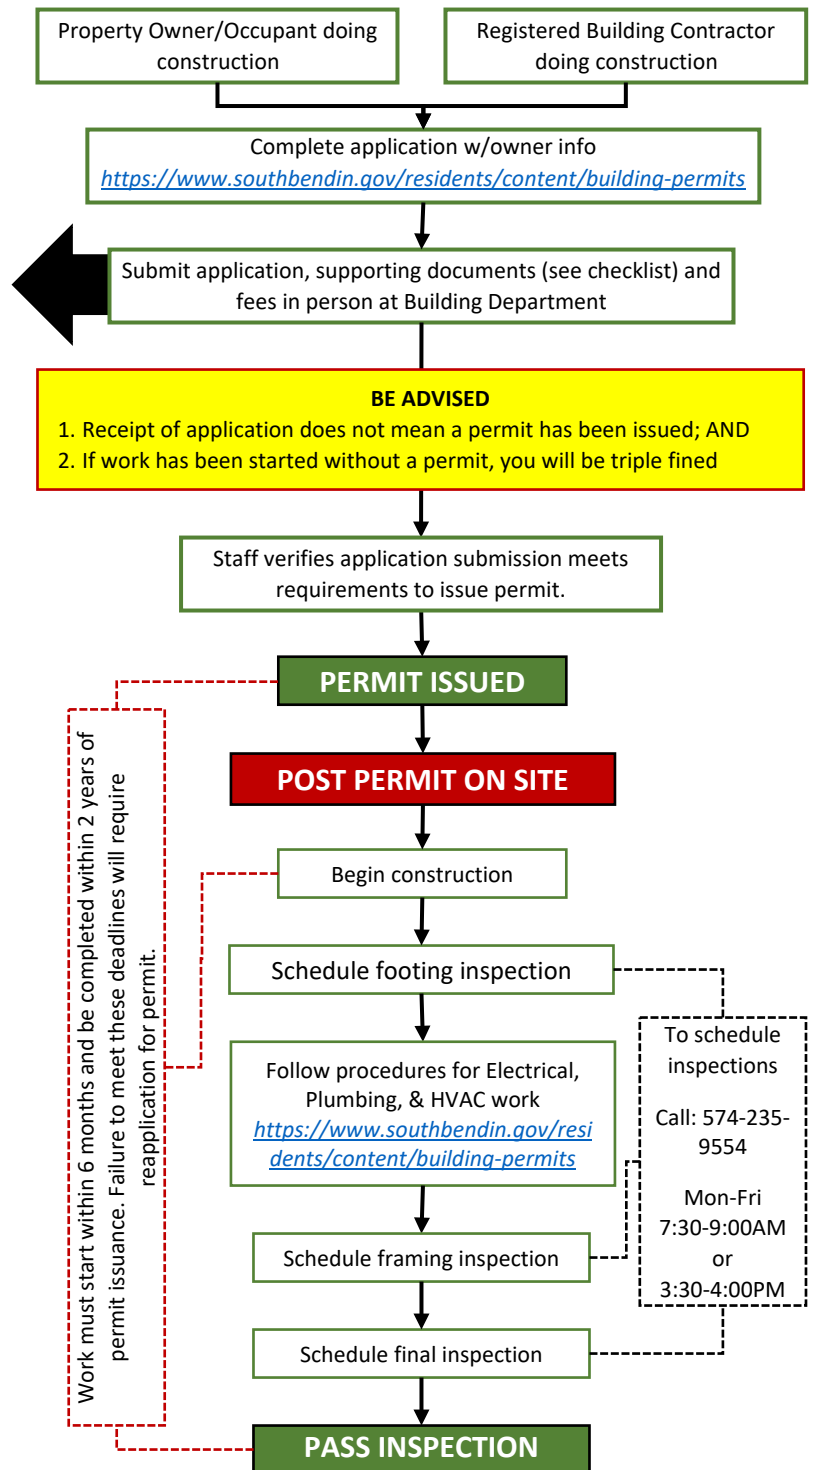 Property Owner/Occupant doing
construction
Registered Building Contractor
doing construction
Complete application w/owner info
https://www.southbendin.gov/residents/content/building-permits
Submit application, supporting documents (see checklist) and
fees in person at Building Department
BE ADVISED
1. Receipt of application does not mean a permit has been issued; AND
2. If work has been started without a permit, you will be triple fined
Staff verifies application submission meets
requirements to issue permit.
PERMIT ISSUED
POST PERMIT ON SITE
Work must start within 6 months and be completed within 2 years of
permit issuance. Failure to meet these deadlines will require
reapplication for permit.
Begin construction
Schedule footing inspection
Follow procedures for Electrical,
Plumbing, & HVAC work
https://www.southbendin.gov/resi
dents/content/building-permits
To schedule
inspections
Call: 574-235-
9554
Mon-Fri
7:30-9:00AM
or
3:30-4:00PM
Schedule framing inspection
Schedule final inspection
PASS INSPECTION